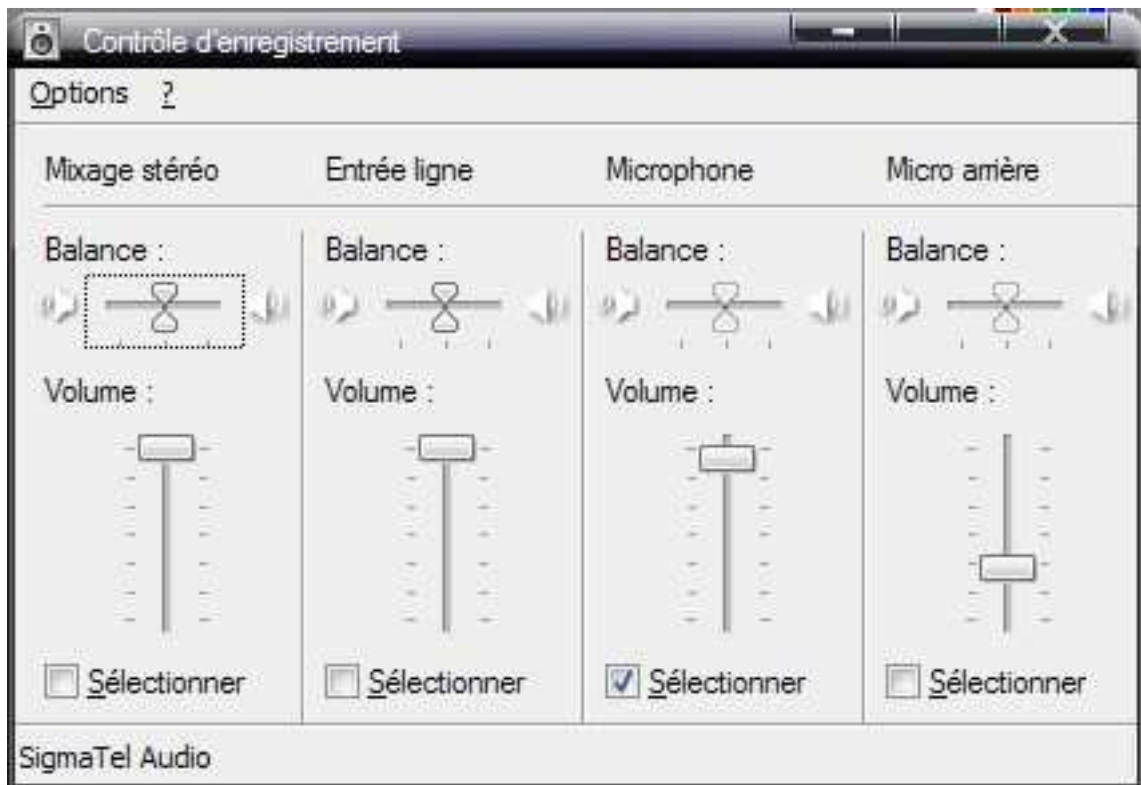 Contrôle d'enregistrement
Options ?
Mixage stéréo Entrée ligne Microphone Micro arrière
Balance : Balance : Balance : Balance :
Volume : Volume : Volume : Volume :
Sélectionner Sélectionner Sélectionner Sélectionner
SigmaTel Audio